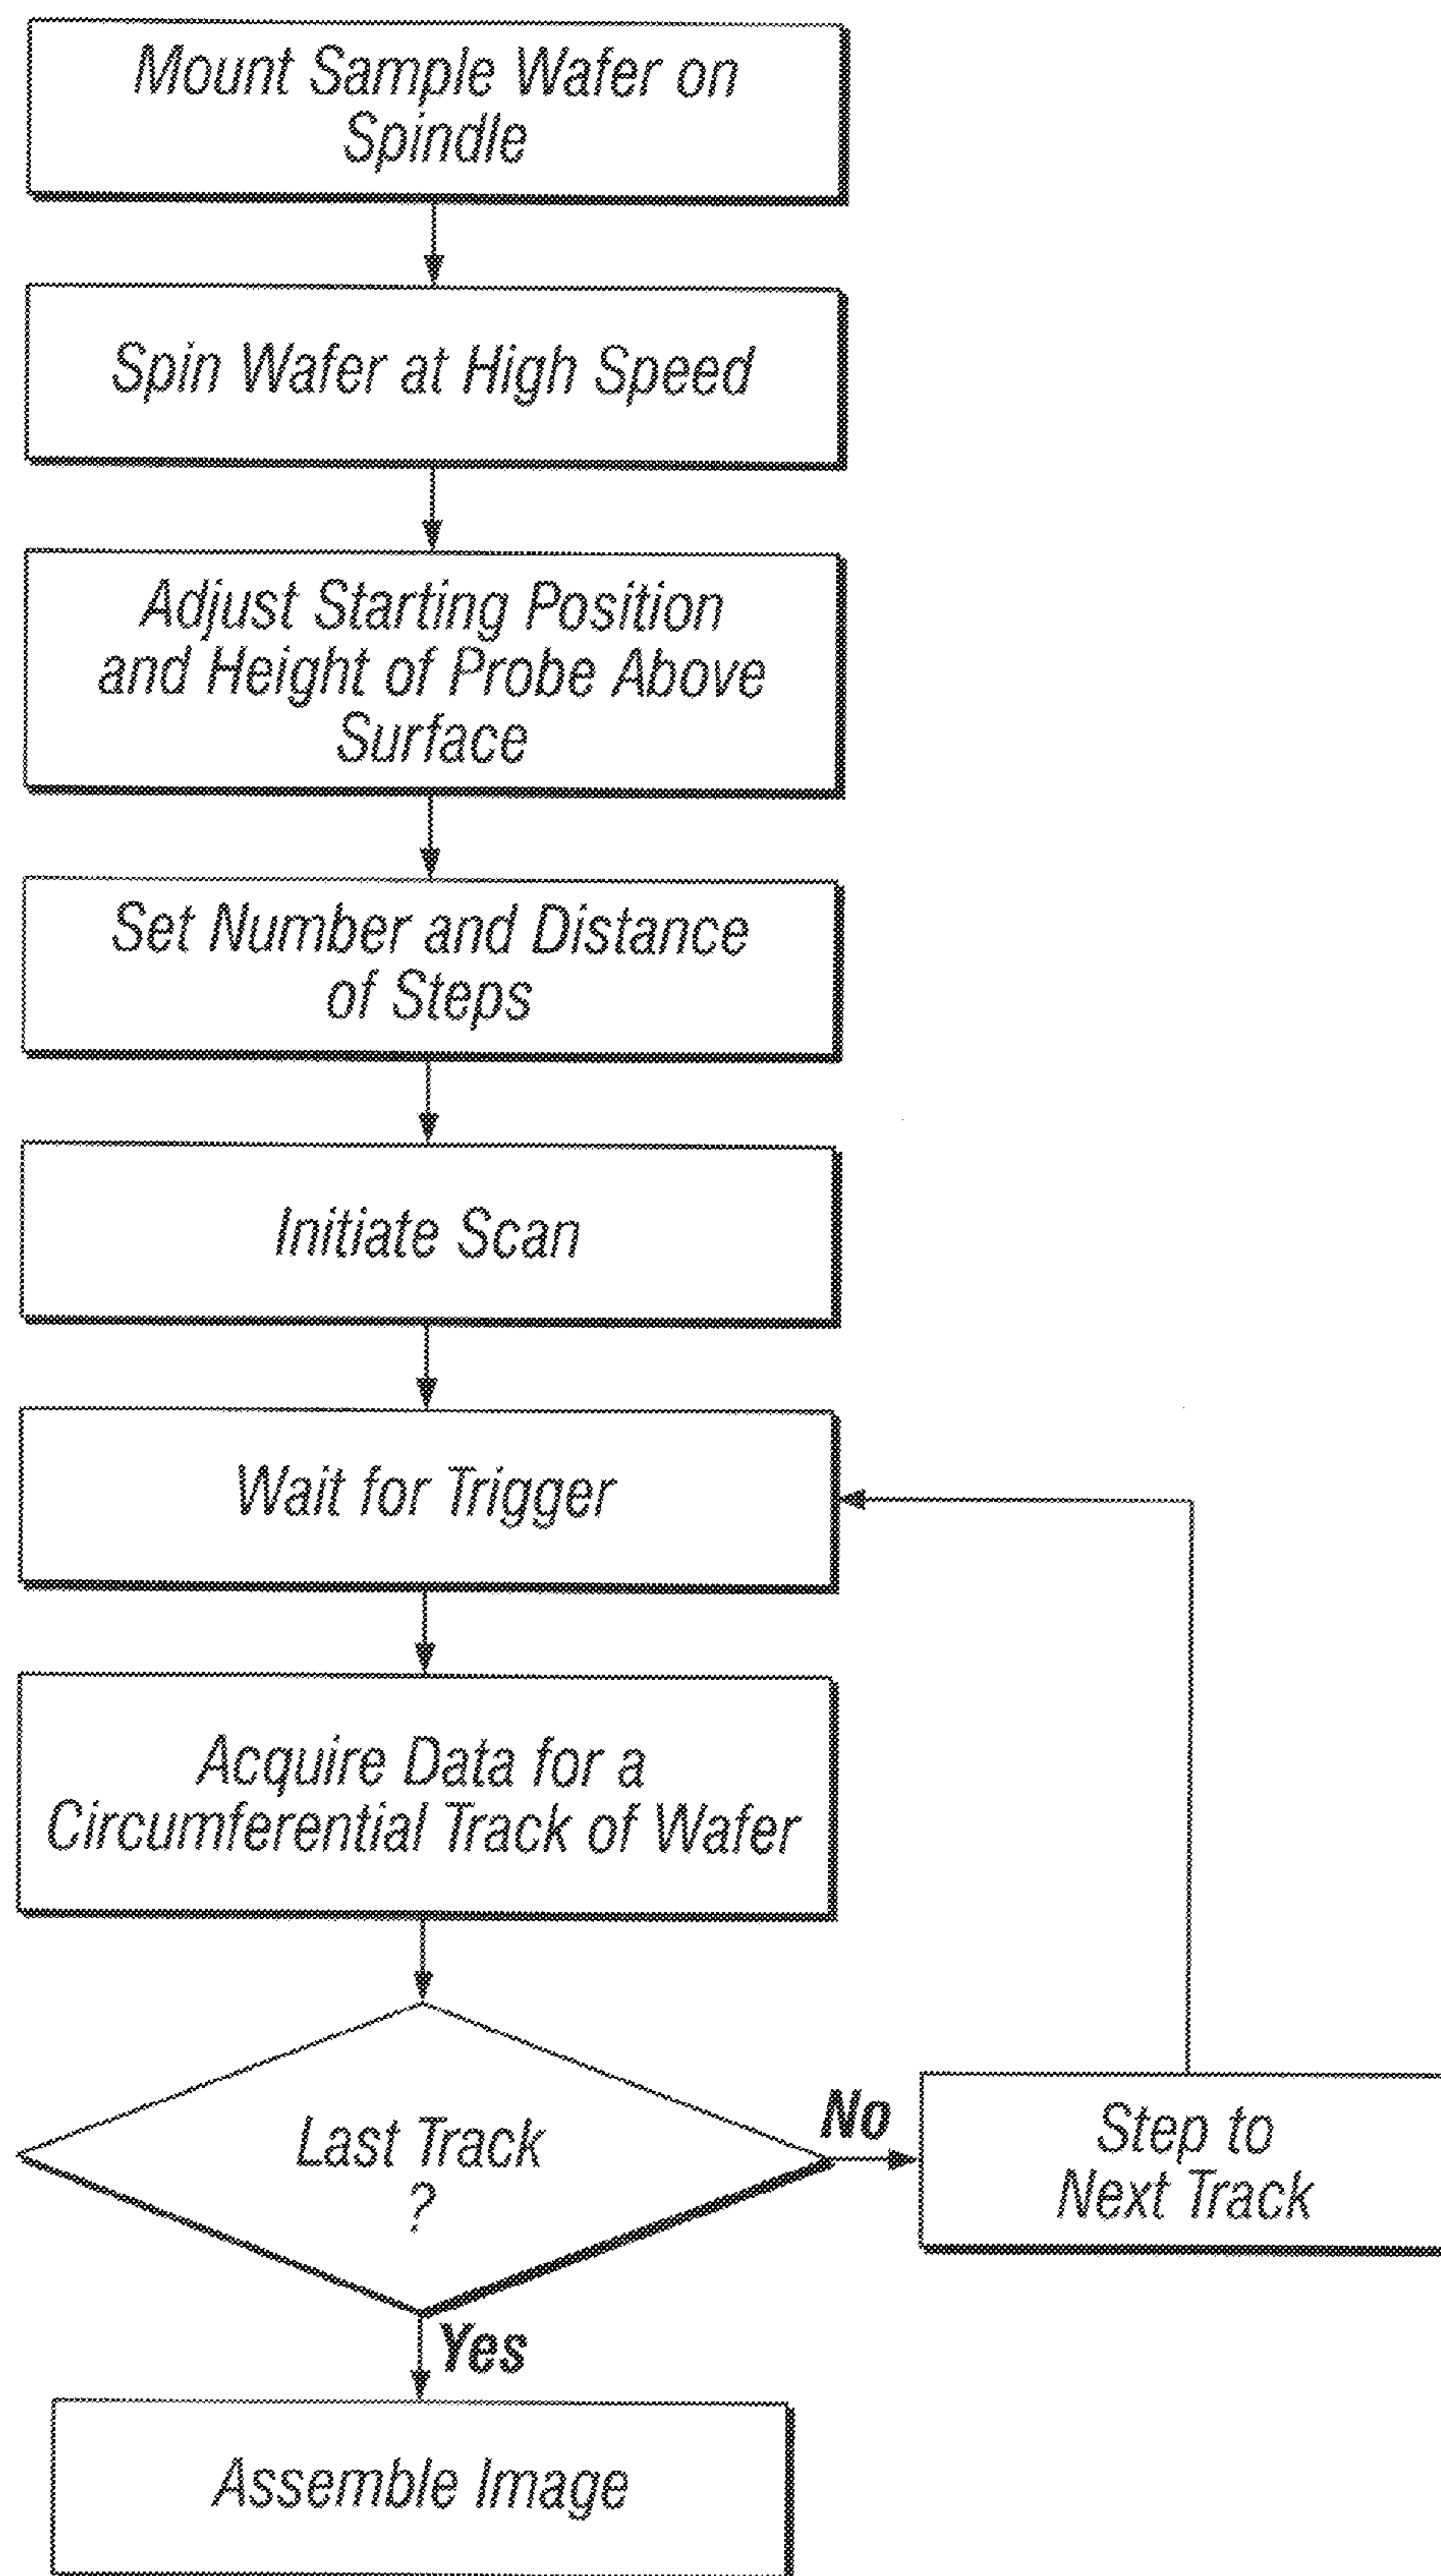 Mount Sample Wafer on
Spindle
Spin Wafer at High Speed
Adjust Starting Position
and Height of Probe Above
Surface
Set Number and Distance
of Steps
Initiate Scan
Wait for Trigger
Acquire Data for a
Circumferential Track of Wafer
Last Track
?
No
Step to
Next Track
Yes
Assemble Image